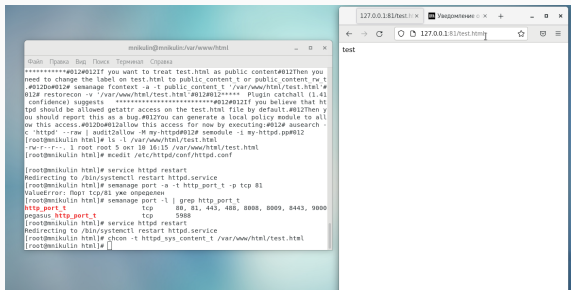 mnikulin@mnikulin:/var/www/html
Файл Правка Вид Поиск Терминал Справка
***********#012#012If you want to treat test.html as public content#012Then you
need to change the label on test.html to public_content_t or public_content_rw_t
.#012Do#012# semanage fcontext -a -t public_content_t '/var/www/html/test.html'#
012# restorecon -v '/var/www/html/test.html'#012#012***** Plugin catchall (1.41
confidence) suggests **************************#012#012If you believe that ht
tpd should be allowed getattr access on the test.html file by default.#012Then y
ou should report this as a bug.#012You can generate a local policy module to all
ow this access.#012Do#012allow this access for now by executing:#012# ausearch -
c 'httpd' --raw | audit2allow -M my-httpd#012# semodule -i my-httpd.pp#012
[root@mnikulin html]# ls -l /var/www/html/test.html
-rw-r--r--. 1 root root 5 окт 10 16:15 /var/www/html/test.html
[root@mnikulin html]# mcedit /etc/httpd/conf/httpd.conf
[root@mnikulin html]# service httpd restart
Redirecting to /bin/systemctl restart httpd.service
[root@mnikulin html]# semanage port -a -t http_port_t -p tcp 81
ValueError: Порт tcp/81 уже определен
[root@mnikulin html]# semanage port -l | grep http_port_t
http_port_t tcp 80, 81, 443, 488, 8008, 8009, 8443, 9000
pegasus_http_port_t tcp 5988
[root@mnikulin html]# service httpd restart
Redirecting to /bin/systemctl restart httpd.service
[root@mnikulin html]# chcon -t httpd_sys_content_t /var/www/html/test.html
[root@mnikulin html]#
127.0.0.1:81/test.h
Уведомление о
127.0.0.1:81/test.html
test